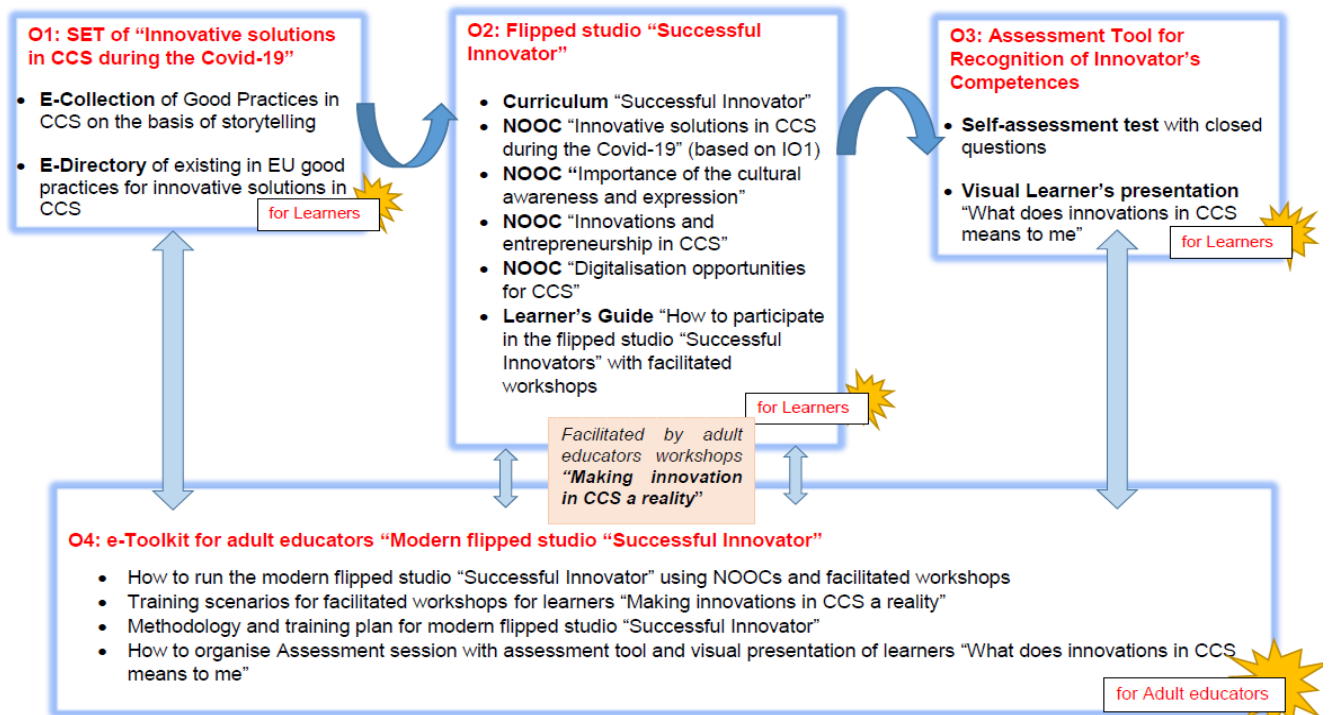 O1: SET of “Innovative solutions
in CCS during the Covid-19”
• E-Collection of Good Practices in
CCS on the basis of storytelling
• E-Directory of existing in EU good
practices for innovative solutions in
CCS
for Learners
O2: Flipped studio “Successful
Innovator”
• Curriculum “Successful Innovator”
• NOOC “Innovative solutions in CCS
during the Covid-19” (based on IO1)
• NOOC “Importance of the cultural
awareness and expression”
• NOOC “Innovations and
entrepreneurship in CCS”
• NOOC “Digitalisation opportunities
for CCS”
• Learner’s Guide “How to participate
in the flipped studio “Successful
Innovators” with facilitated
workshops
for Learners
O3: Assessment Tool for
Recognition of Innovator’s
Competences
• Self-assessment test with closed
questions
• Visual Learner’s presentation
“What does innovations in CCS
means to me”
for Learners
Facilitated by adult
educators workshops
“Making innovation
in CCS a reality”
O4: e-Toolkit for adult educators “Modern flipped studio “Successful Innovator”
• How to run the modern flipped studio “Successful Innovator” using NOOCs and facilitated workshops
• Training scenarios for facilitated workshops for learners “Making innovations in CCS a reality”
• Methodology and training plan for modern flipped studio “Successful Innovator”
• How to organise Assessment session with assessment tool and visual presentation of learners “What does innovations in CCS
means to me”
for Adult educators